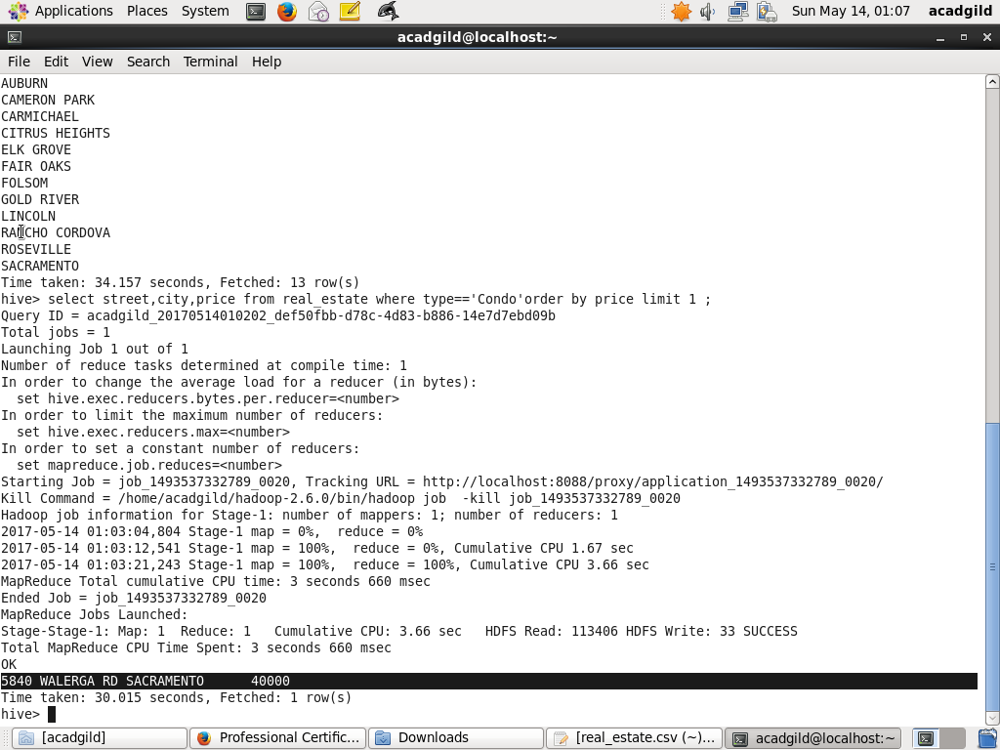 Applications Places System Sun May 14, 01:07 acadgild
acadgild@localhost:~
File Edit View Search Terminal Help
AUBURN
CAMERON PARK
CARMICHAEL
CITRUS HEIGHTS
ELK GROVE
FAIR OAKS
FOLSOM
GOLD RIVER
LINCOLN
RANCHO CORDOVA
ROSEVILLE
SACRAMENTO
Time taken: 34.157 seconds, Fetched: 13 row(s)
hive> select street,city,price from real_estate where type=='Condo'order by price limit 1 ;
Query ID = acadgild_20170514010202_def50fbb-d78c-4d83-b886-14e7d7ebd09b
Total jobs = 1
Launching Job 1 out of 1
Number of reduce tasks determined at compile time: 1
In order to change the average load for a reducer (in bytes):
  set hive.exec.reducers.bytes.per.reducer=<number>
In order to limit the maximum number of reducers:
  set hive.exec.reducers.max=<number>
In order to set a constant number of reducers:
  set mapreduce.job.reduces=<number>
Starting Job = job_1493537332789_0020, Tracking URL = http://localhost:8088/proxy/application_1493537332789_0020/
Kill Command = /home/acadgild/hadoop-2.6.0/bin/hadoop job  -kill job_1493537332789_0020
Hadoop job information for Stage-1: number of mappers: 1; number of reducers: 1
2017-05-14 01:03:04,804 Stage-1 map = 0%,  reduce = 0%
2017-05-14 01:03:12,541 Stage-1 map = 100%,  reduce = 0%, Cumulative CPU 1.67 sec
2017-05-14 01:03:21,243 Stage-1 map = 100%,  reduce = 100%, Cumulative CPU 3.66 sec
MapReduce Total cumulative CPU time: 3 seconds 660 msec
Ended Job = job_1493537332789_0020
MapReduce Jobs Launched:
Stage-Stage-1: Map: 1  Reduce: 1   Cumulative CPU: 3.66 sec   HDFS Read: 113406 HDFS Write: 33 SUCCESS
Total MapReduce CPU Time Spent: 3 seconds 660 msec
OK
5840 WALERGA RD SACRAMENTO      40000
Time taken: 30.015 seconds, Fetched: 1 row(s)
hive>
[acadgild] Professional Certific... Downloads [real_estate.csv (~)... acadgild@localhost:~